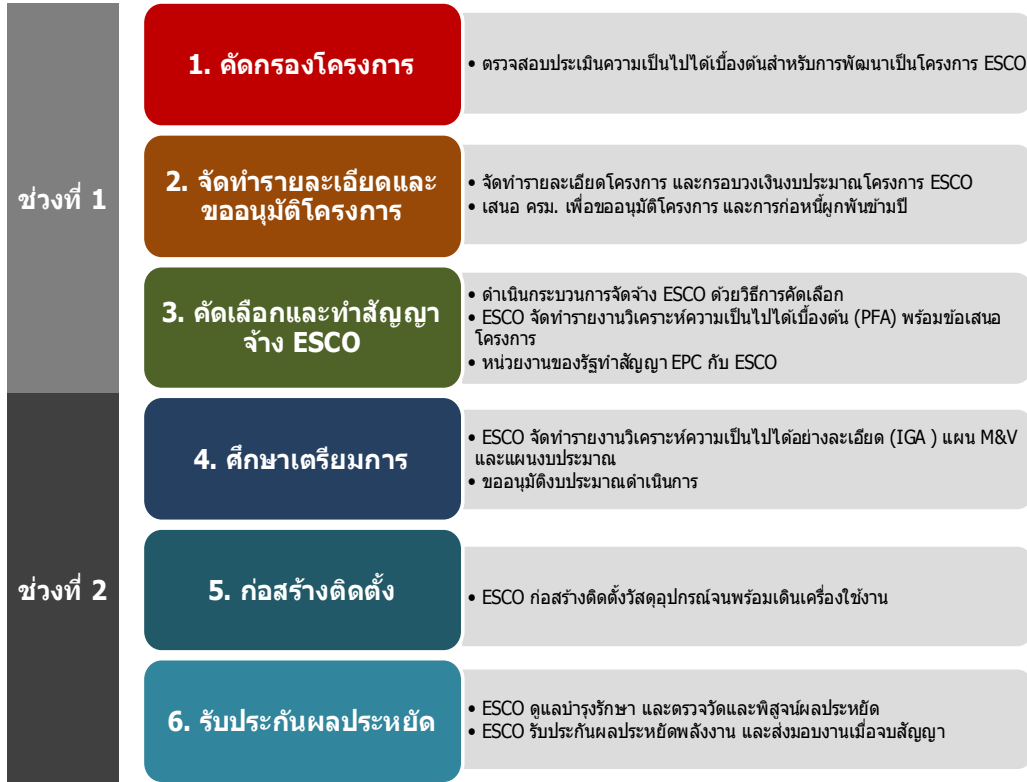 ช่วงที่ 1
1. คัดกรองโครงการ
• ตรวจสอบประเมินความเป็นไปได้เบื้องต้นสำหรับการพัฒนาเป็นโครงการ ESCO
2. จัดทำรายละเอียดและ
ขออนุมัติโครงการ
• จัดทำรายละเอียดโครงการ และกรอบวงเงินงบประมาณโครงการ ESCO
• เสนอ ครม. เพื่อขออนุมัติโครงการ และการก่อหนี้ผูกพันข้ามปี
3. คัดเลือกและทำสัญญา
จ้าง ESCO
• ดำเนินกระบวนการจัดจ้าง ESCO ด้วยวิธีการคัดเลือก
• ESCO จัดทำรายงานวิเคราะห์ความเป็นไปได้เบื้องต้น (PFA) พร้อมข้อเสนอ
โครงการ
• หน่วยงานของรัฐทำสัญญา EPC กับ ESCO
ช่วงที่ 2
4. ศึกษาเตรียมการ
• ESCO จัดทำรายงานวิเคราะห์ความเป็นไปได้อย่างละเอียด (IGA ) แผน M&V
และแผนงบประมาณ
• ขออนุมัติงบประมาณดำเนินการ
5. ก่อสร้างติดตั้ง
• ESCO ก่อสร้างติดตั้งวัสดุอุปกรณ์จนพร้อมเดินเครื่องใช้งาน
6. รับประกันผลประหยัด
• ESCO ดูแลบำรุงรักษา และตรวจวัดและพิสูจน์ผลประหยัด
• ESCO รับประกันผลประหยัดพลังงาน และส่งมอบงานเมื่อจบสัญญา